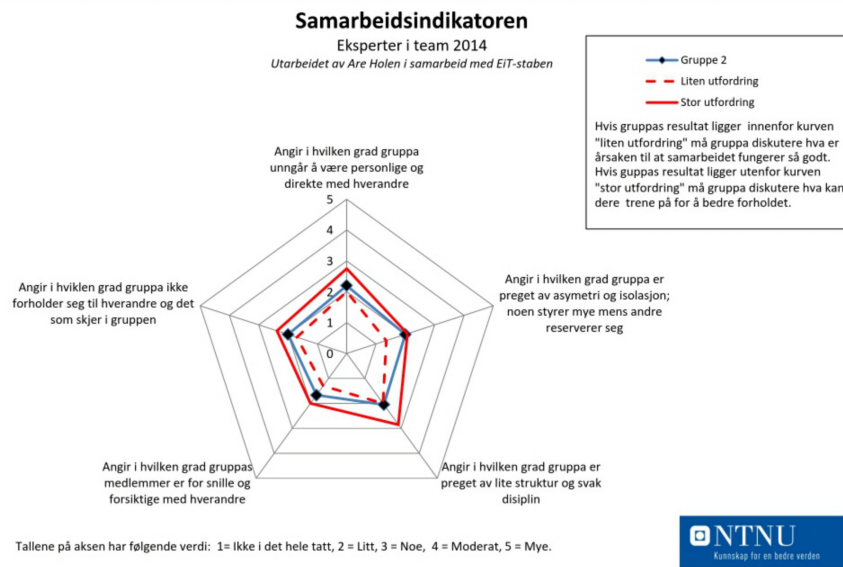 Samarbeidsindikatoren
Eksperter i team 2014
Utarbeidet av Are Holen i samarbeid med EiT-staben
Gruppe 2
Liten utfordring
Stor utfordring
Hvis gruppas resultat ligger innenfor kurven
"liten utfordring" må gruppa diskutere hva er
årsaken til at samarbeidet fungerer så godt.
Hvis guppas resultat ligger utenfor kurven
"stor utfordring" må gruppa diskutere hva kan
dere trene på for å bedre forholdet.
Angir i hvilken grad gruppa
unngår å være personlige og
direkte med hverandre
5
4
3
2
1
0
Angir i hvilken grad gruppa er
preget av asymetri og isolasjon;
noen styrer mye mens andre
reserverer seg
Angir i hviklen grad gruppa ikke
forholder seg til hverandre og det
som skjer i gruppen
Angir i hvilken grad gruppas
medlemmer er for snille og
forsiktige med hverandre
Angir i hvilken grad gruppa er
preget av lite struktur og svak
disiplin
Tallene på aksen har følgende verdi: 1= Ikke i det hele tatt, 2 = Litt, 3 = Noe, 4 = Moderat, 5 = Mye.
NTNU
Kunnskap for en bedre verden